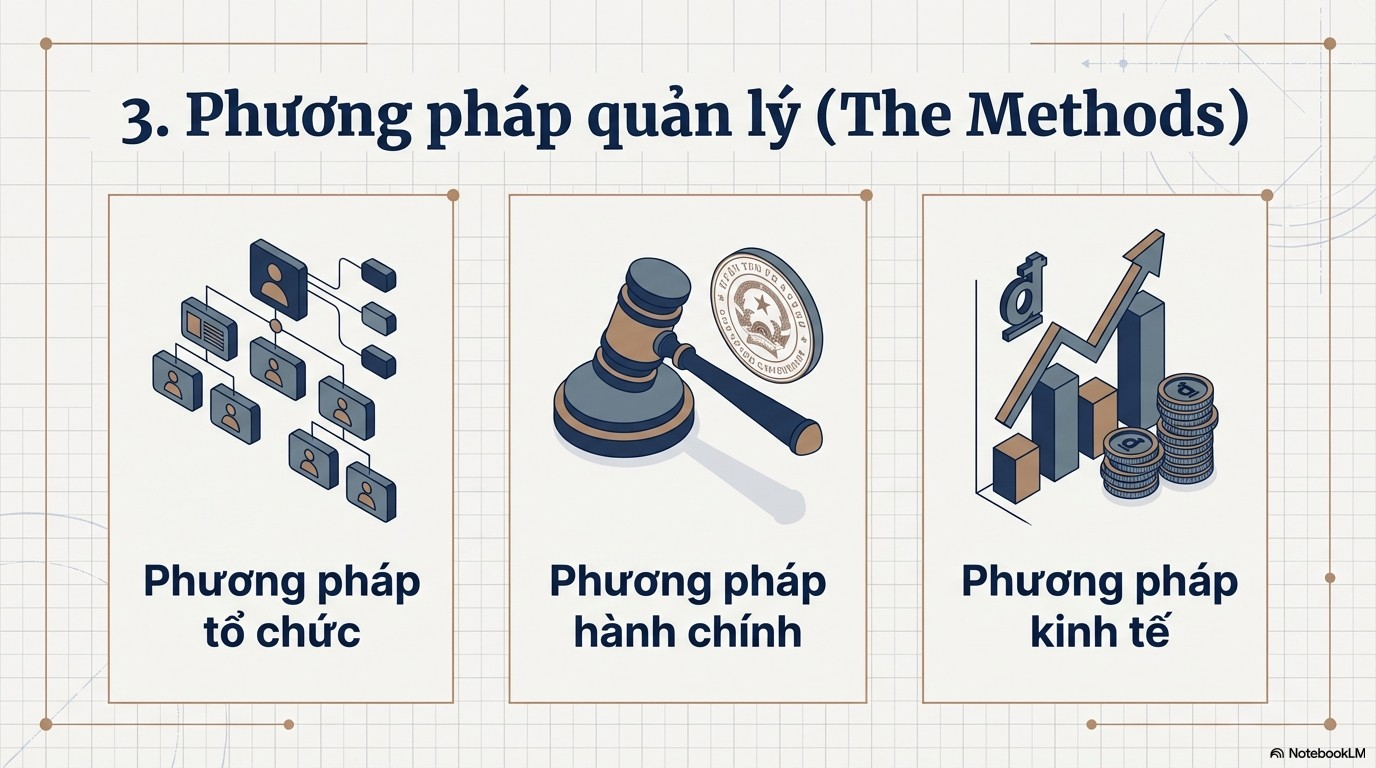 3. Phương pháp quản lý (The Methods)
Phương pháp
tổ chức
Phương pháp
hành chính
Phương pháp
kinh tế
đ
đ
đ
NotebookLM